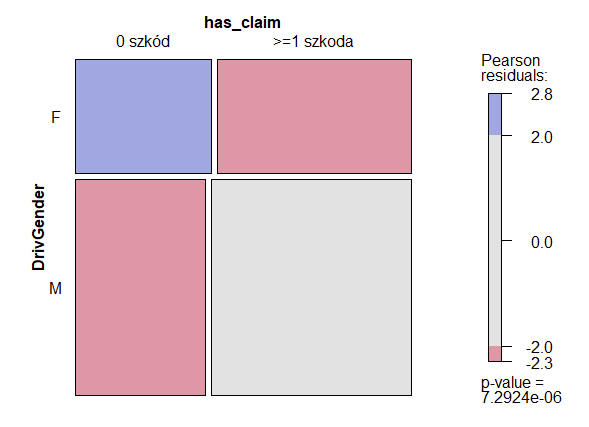 has_claim
0 szkód >=1 szkoda
DrivGender
F
M
Pearson
residuals:
2.8
2.0
0.0
-2.0
-2.3
p-value =
7.2924e-06